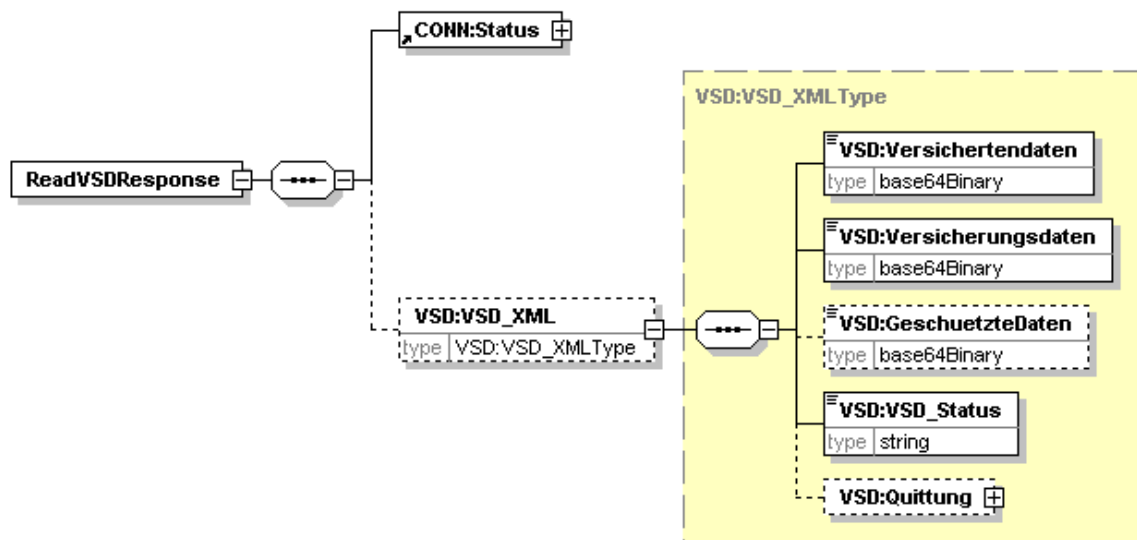 CONN:Status
ReadVSDResponse
VSD:VSD_XML
type VSD:VSD_XMLType
VSD:VSD_XMLType
VSD:Versichertendaten
type base64Binary
VSD:Versicherungsdaten
type base64Binary
VSD:GeschuetzteDaten
type base64Binary
VSD:VSD_Status
type string
VSD:Quittung